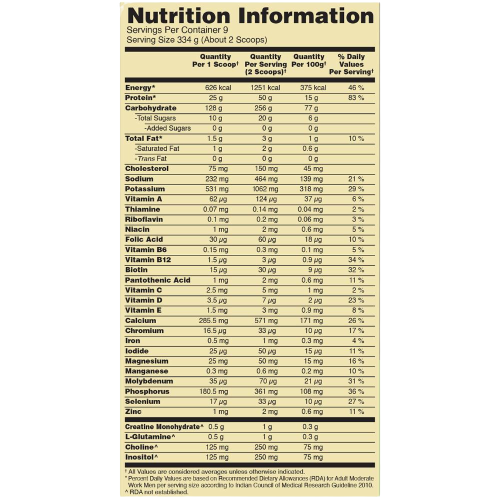 Nutrition Information
Servings Per Container 9
Serving Size 334 g (About 2 Scoops)
Quantity Per 1 Scoop† Quantity Per Serving (2 Scoops)† Quantity Per 100g† % Daily Values Per Serving†
Energy* 626 kcal 1251 kcal 375 kcal 46 %
Protein* 25 g 50 g 15 g 83 %
Carbohydrate 128 g 256 g 77 g
-Total Sugars 10 g 20 g 6 g
-Added Sugars 0 g 0 g 0 g
Total Fat* 1.5 g 3 g 1 g 10 %
-Saturated Fat 1 g 2 g 0.6 g
-Trans Fat 0 g 0 g 0 g
Cholesterol 75 mg 150 mg 45 mg
Sodium 232 mg 464 mg 139 mg 21 %
Potassium 531 mg 1062 mg 318 mg 29 %
Vitamin A 62 µg 124 µg 37 µg 6 %
Thiamine 0.07 mg 0.14 mg 0.04 mg 2 %
Riboflavin 0.1 mg 0.2 mg 0.06 mg 3 %
Niacin 1 mg 2 mg 0.6 mg 5 %
Folic Acid 30 µg 60 µg 18 µg 10 %
Vitamin B6 0.15 mg 0.3 mg 0.1 mg 5 %
Vitamin B12 1.5 µg 3 µg 0.9 µg 34 %
Biotin 15 µg 30 µg 9 µg 32 %
Pantothenic Acid 1 mg 2 mg 0.6 mg 11 %
Vitamin C 2.5 mg 5 mg 1 mg 2 %
Vitamin D 3.5 µg 7 µg 2 µg 23 %
Vitamin E 1.5 mg 3 mg 0.9 mg 8 %
Calcium 285.5 mg 571 mg 171 mg 26 %
Chromium 16.5 µg 33 µg 10 µg 17 %
Iron 0.5 mg 1 mg 0.3 mg 4 %
Iodide 25 µg 50 µg 15 µg 11 %
Magnesium 25 mg 50 mg 15 mg 16 %
Manganese 0.3 mg 0.6 mg 0.2 mg 10 %
Molybdenum 35 µg 70 µg 21 µg 31 %
Phosphorus 180.5 mg 361 mg 108 mg 36 %
Selenium 17 µg 33 µg 10 µg 27 %
Zinc 1 mg 2 mg 0.6 mg 11 %
Creatine Monohydrate^ 0.5 g 1 g 0.3 g
L-Glutamine^ 0.5 g 1 g 0.3 g
Choline^ 125 mg 250 mg 75 mg
Inositol^ 125 mg 250 mg 75 mg
† All Values are considered averages unless otherwise indicated.
* Percent Daily Values are based on Recommended Dietary Allowances (RDA) for Adult Moderate
Work Men per serving size according to Indian Council of Medical Research Guideline 2010.
^ RDA not established.